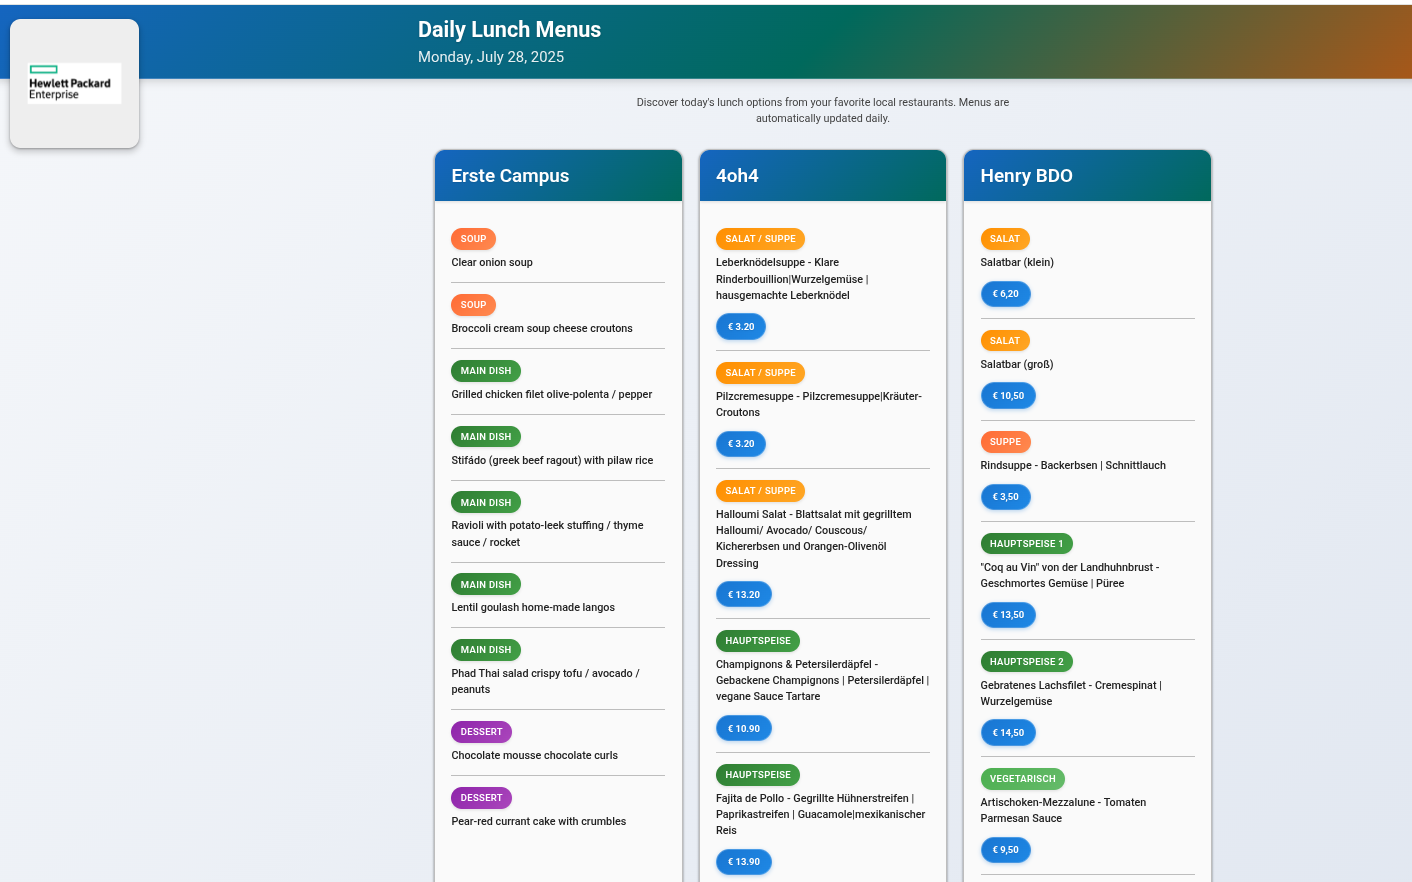 Hewlett Packard
Enterprise
Daily Lunch Menus
Monday, July 28, 2025
Discover today's lunch options from your favorite local restaurants. Menus are
automatically updated daily.
Erste Campus
SOUP
Clear onion soup
SOUP
Broccoli cream soup cheese croutons
MAIN DISH
Grilled chicken filet olive-polenta / pepper
MAIN DISH
Stifádo (greek beef ragout) with pilaw rice
MAIN DISH
Ravioli with potato-leek stuffing / thyme
sauce / rocket
MAIN DISH
Lentil goulash home-made langos
MAIN DISH
Phad Thai salad crispy tofu / avocado /
peanuts
DESSERT
Chocolate mousse chocolate curls
DESSERT
Pear-red currant cake with crumbles
4oh4
SALAT / SUPPE
Leberknödelsuppe - Klare
Rinderbouillion|Wurzelgemüse |
hausgemachte Leberknödel
€ 3.20
SALAT / SUPPE
Pilzcremesuppe - Pilzcremesuppe|Kräuter-
Croutons
€ 3.20
SALAT / SUPPE
Halloumi Salat - Blattsalat mit gegrilltem
Halloumi/ Avocado/ Couscous/
Kichererbsen und Orangen-Olivenöl
Dressing
€ 13.20
HAUPTSPEISE
Champignons & Petersilerdäpfel -
Gebackene Champignons | Petersilerdäpfel |
vegane Sauce Tartare
€ 10.90
HAUPTSPEISE
Fajita de Pollo - Gegrillte Hühnerstreifen |
Paprikastreifen | Guacamole|mexikanischer
Reis
€ 13.90
Henry BDO
SALAT
Salatbar (klein)
€ 6,20
SALAT
Salatbar (groß)
€ 10,50
SUPPE
Rindsuppe - Backerbsen | Schnittlauch
€ 3,50
HAUPTSPEISE 1
"Coq au Vin" von der Landhuhnbrust -
Geschmortes Gemüse | Püree
€ 13,50
HAUPTSPEISE 2
Gebratenes Lachsfilet - Cremespinat |
Wurzelgemüse
€ 14,50
VEGETARISCH
Artischoken-Mezzalune - Tomaten
Parmesan Sauce
€ 9,50